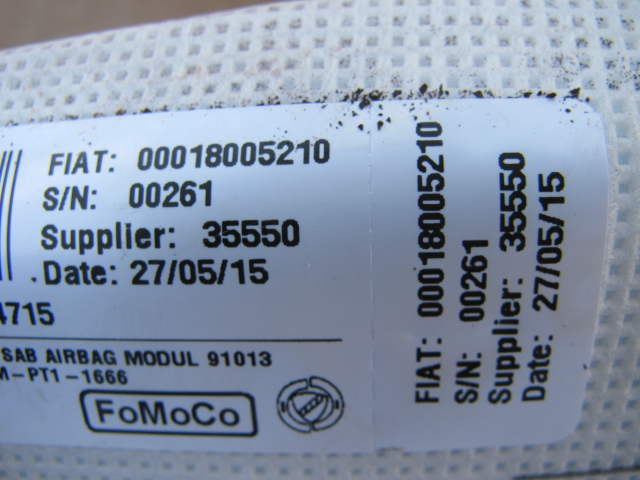 FIAT: 00018005210
S/N: 00261
Supplier: 35550
Date: 27/05/15
4715
SAB AIRBAG MODUL 91013
M-PT1-1666
FoMoCo
FIAT: 00018005210
S/N: 00261
Supplier: 35550
Date: 27/05/15